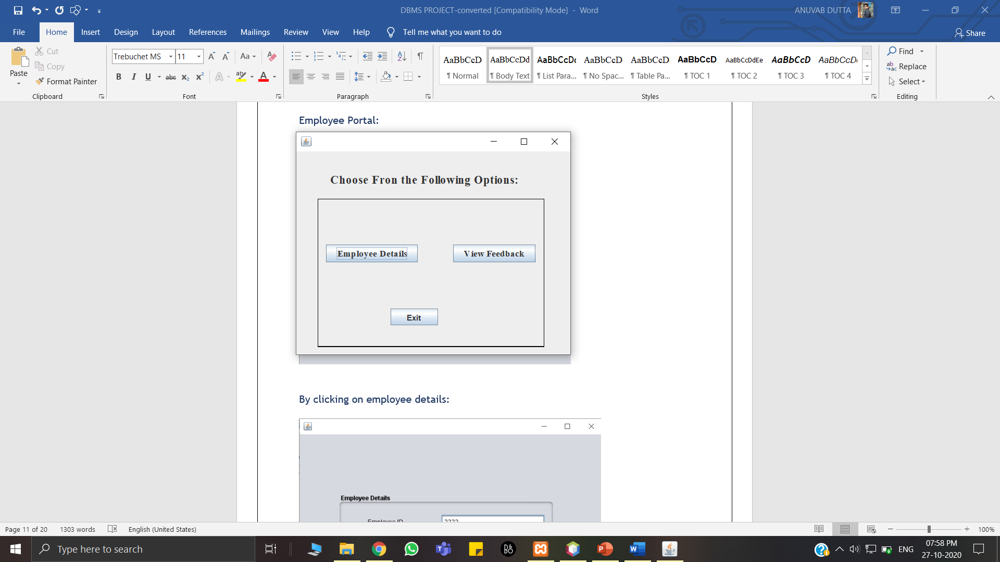 DBMS PROJECT-converted [Compatibility Mode] - Word
ANUVAB DUTTA
File Home Insert Design Layout References Mailings Review View Help Tell me what you want to do
Share
Paste
Cut
Copy
Format Painter
Clipboard
Trebuchet MS 11
Font
Paragraph
AaBbCcD AaBbCcDd AaBbCcDc AaBbCcD AaBbCcD AaBbCcD AaBbCcDdEe AaBbCcD AaBbCcDi
¶ Normal ¶ Body Text ¶ List Para... ¶ No Spac... ¶ Table Pa... ¶ TOC 1 ¶ TOC 2 ¶ TOC 3 ¶ TOC 4
Styles
Find
Replace
Select
Editing
Employee Portal:
Choose Fron the Following Options:
Employee Details
View Feedback
Exit
By clicking on employee details:
Employee Details
Employee ID 2222
Page 11 of 20 1303 words English (United States)
100%
Type here to search
ENG
07:58 PM
27-10-2020